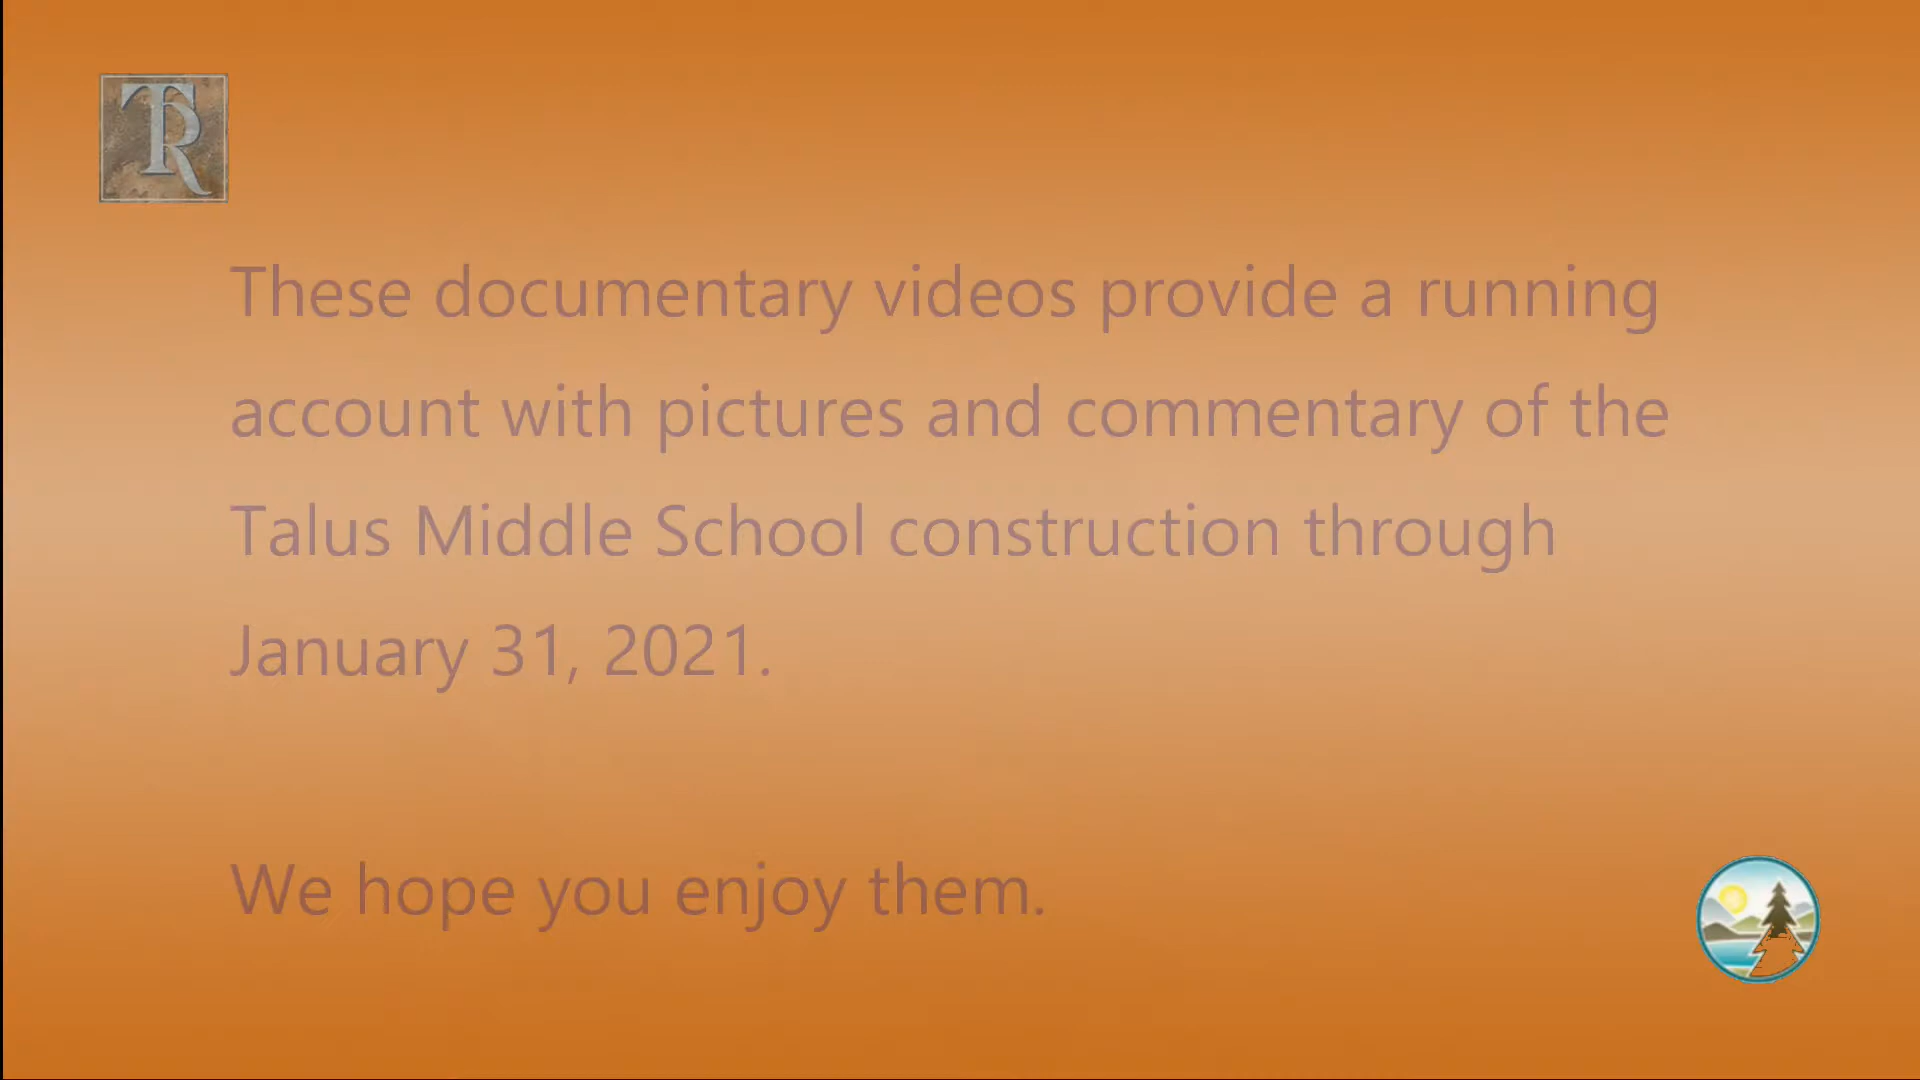 TR
These documentary videos provide a running
account with pictures and commentary of the
Talus Middle School construction through
January 31, 2021.
We hope you enjoy them.